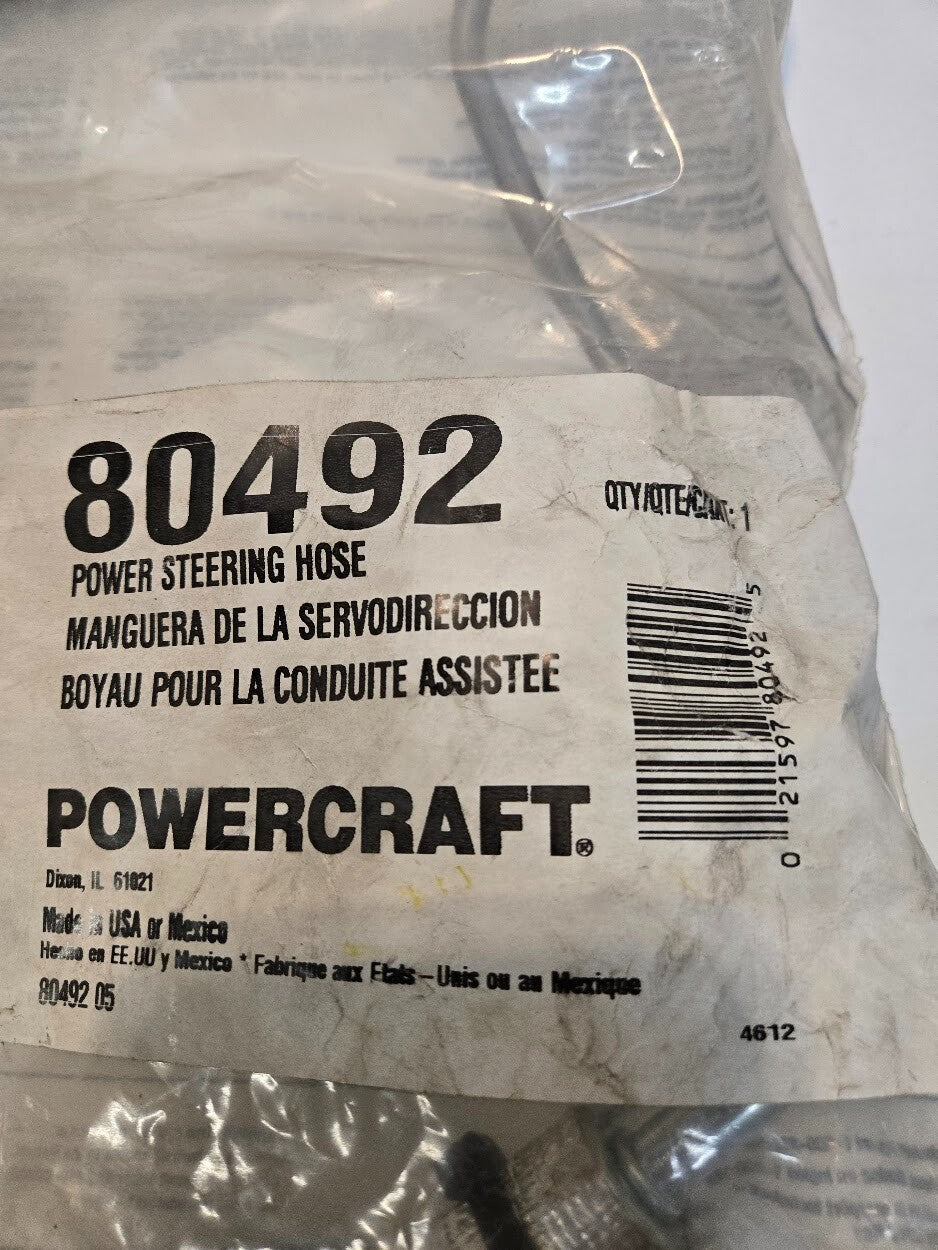 80492
POWER STEERING HOSE
MANGUERA DE LA SERVODIRECCION
BOYAU POUR LA CONDUITE ASSISTEE
QTY/QTE/CANT: 1
0 21597 80492 5
POWERCRAFT®
Dixon, IL 61021
Made in USA or Mexico
Hecho en EE.UU y Mexico * Fabrique aux Etats-Unis ou au Mexique
80492 05
4612